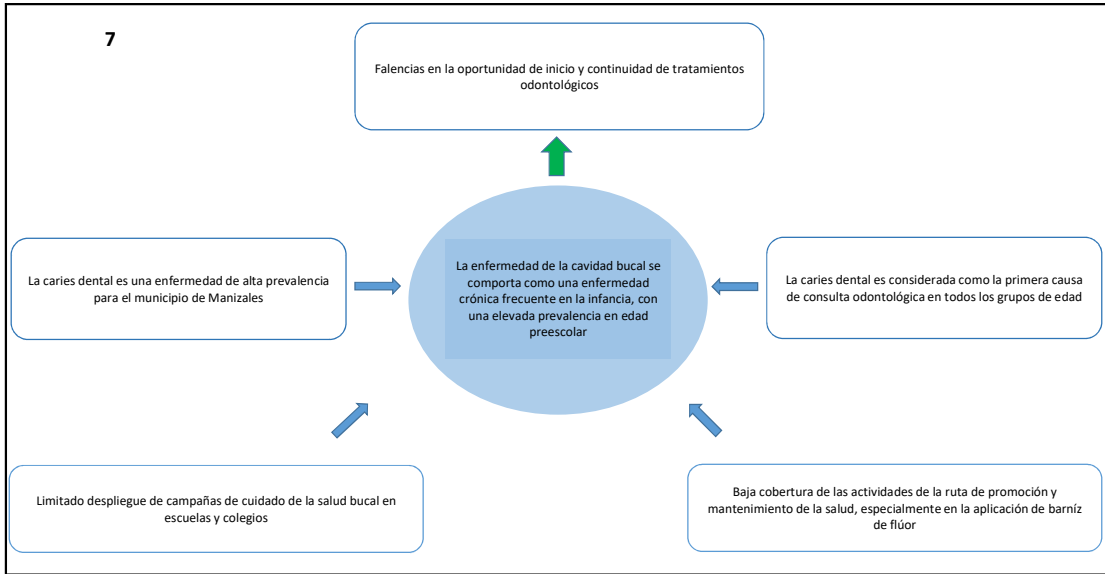 7
Falencias en la oportunidad de inicio y continuidad de tratamientos
odontológicos
La caries dental es una enfermedad de alta prevalencia
para el municipio de Manizales
La enfermedad de la cavidad bucal se
comporta como una enfermedad
crónica frecuente en la infancia, con
una elevada prevalencia en edad
preescolar
La caries dental es considerada como la primera causa
de consulta odontológica en todos los grupos de edad
Limitado despliegue de campañas de cuidado de la salud bucal en
escuelas y colegios
Baja cobertura de las actividades de la ruta de promoción y
mantenimiento de la salud, especialmente en la aplicación de barníz
de flúor